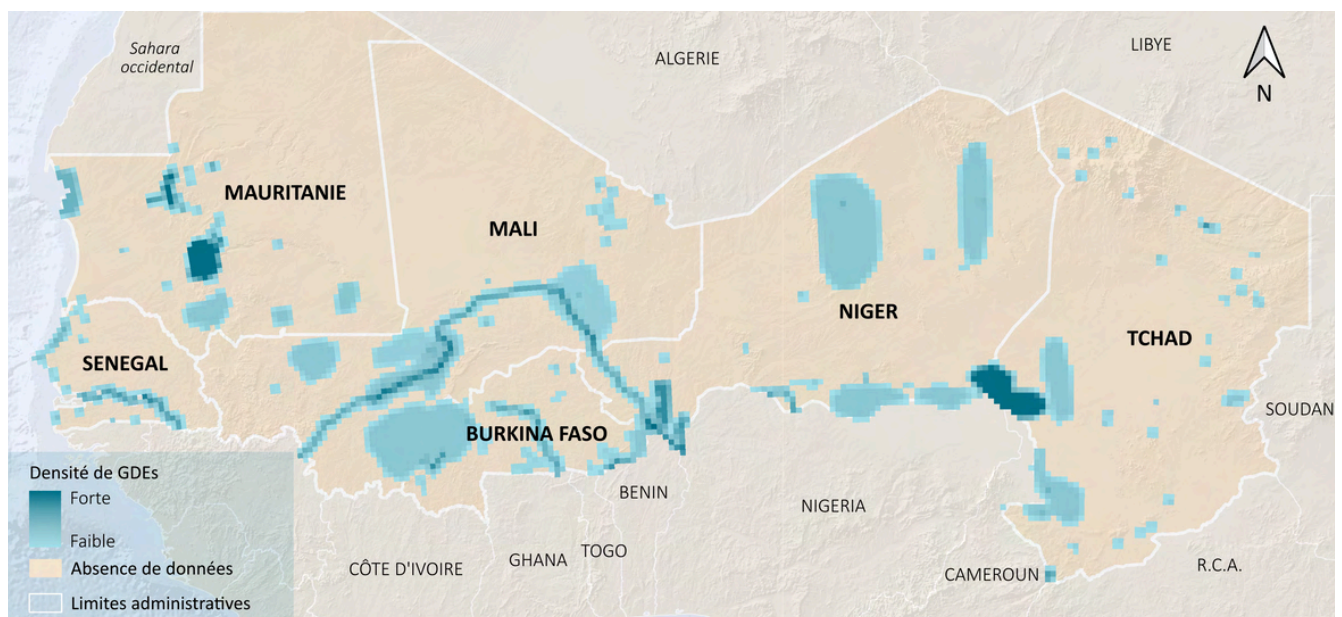 Sahara
occidental
ALGERIE
LIBYE
N
MAURITANIE
MALI
NIGER
TCHAD
SENEGAL
BURKINA FASO
SOUDAN
BENIN
NIGERIA
GHANA
TOGO
CÔTE D'IVOIRE
CAMEROUN
R.C.A.
Densité de GDEs
Forte
Faible
Absence de données
Limites administratives